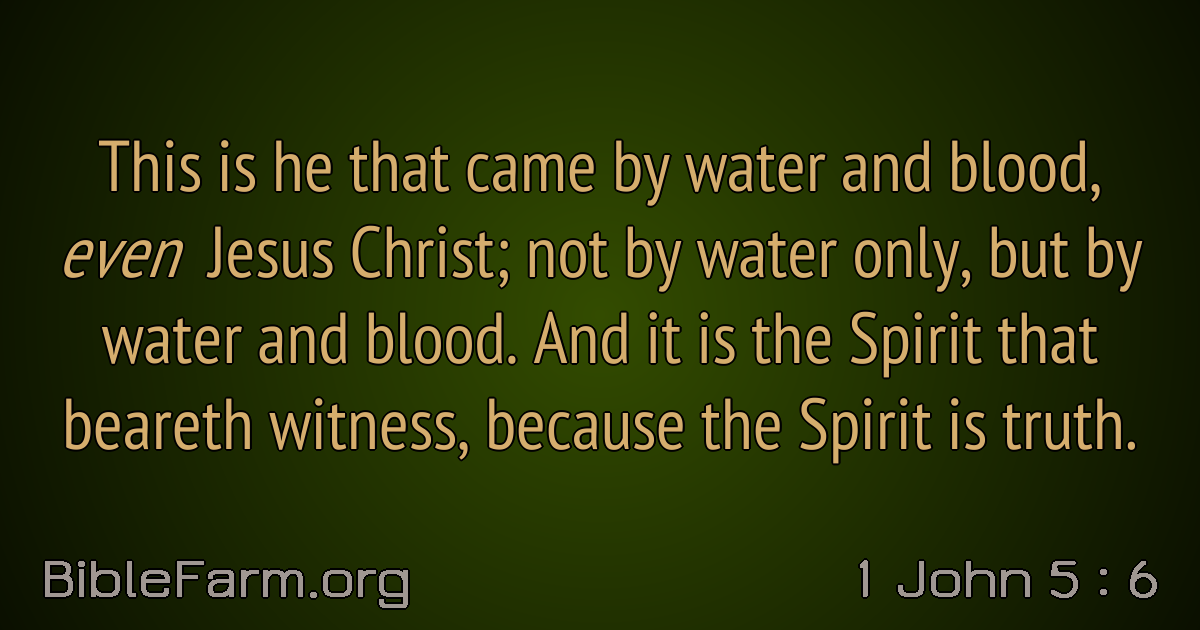 This is he that came by water and blood,
even Jesus Christ; not by water only, but by
water and blood. And it is the Spirit that
beareth witness, because the Spirit is truth.
BibleFarm.org
1 John 5 : 6